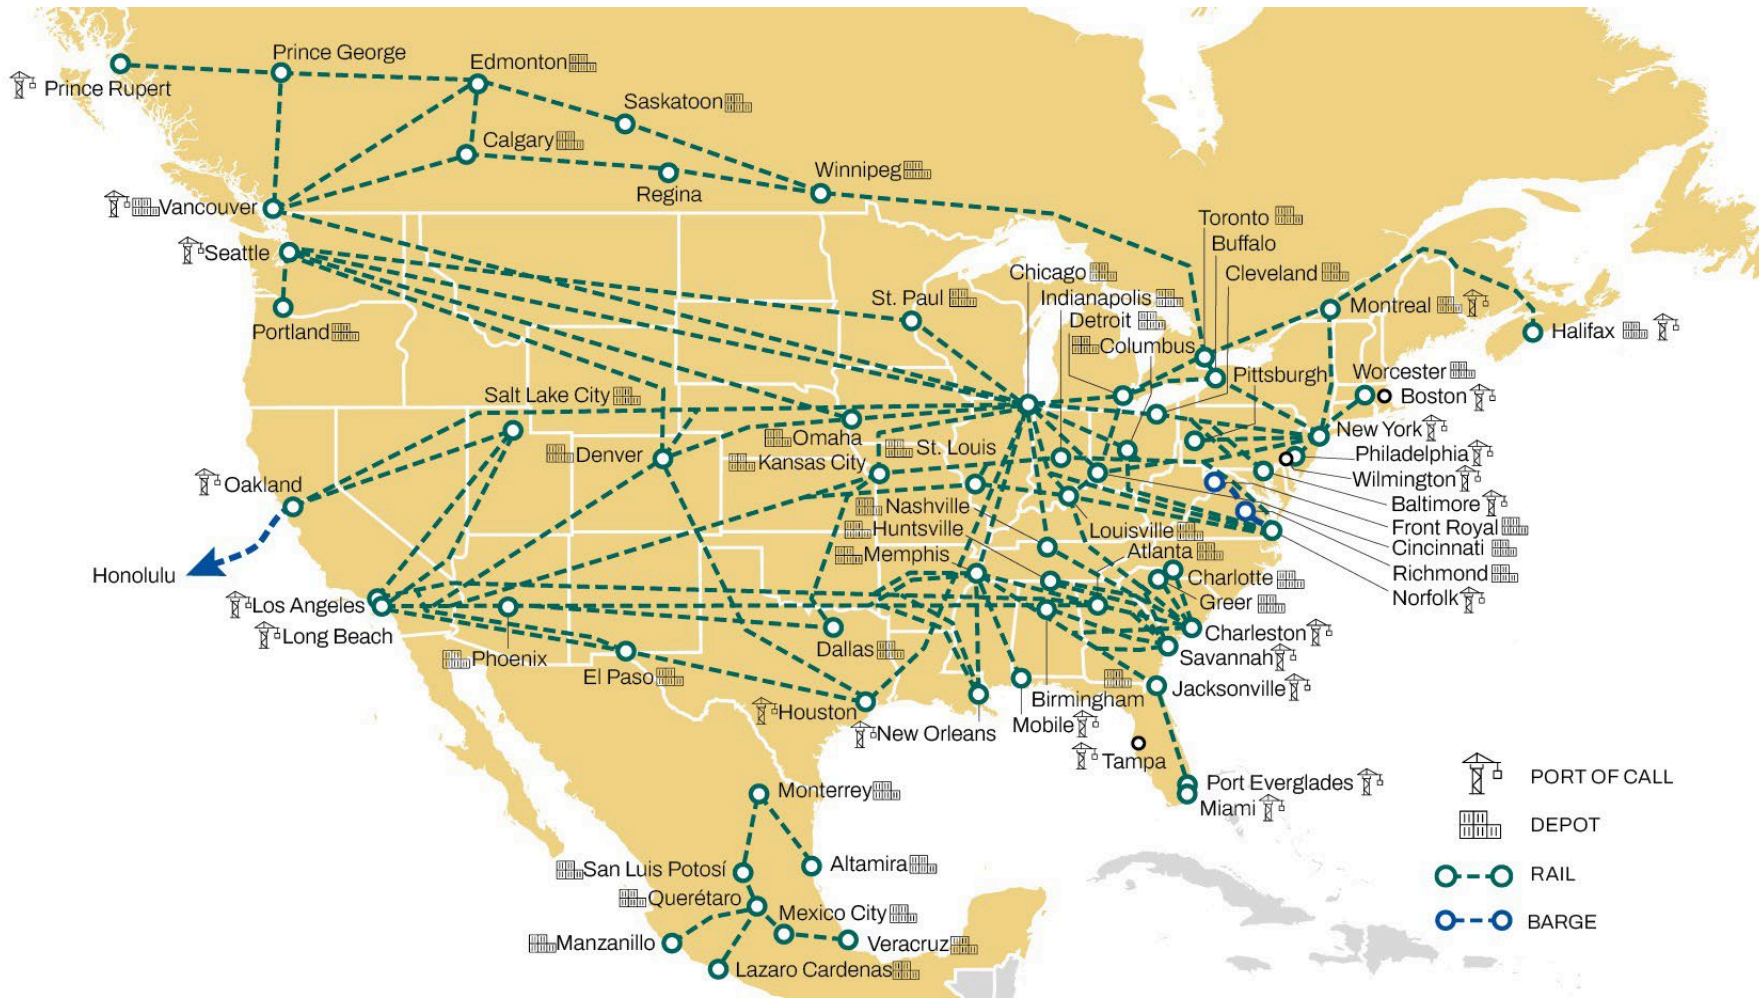 Prince George
Edmonton
Prince Rupert
Saskatoon
Calgary
Winnipeg
Regina
Vancouver
Toronto
Buffalo
Seattle
Chicago
Cleveland
St. Paul
Indianapolis
Montreal
Detroit
Halifax
Portland
Columbus
Pittsburgh
Worcester
Salt Lake City
Boston
Omaha
New York
St. Louis
Denver
Kansas City
Philadelphia
Oakland
Wilmington
Nashville
Baltimore
Huntsville
Louisville
Front Royal
Memphis
Atlanta
Cincinnati
Honolulu
Charlotte
Richmond
Los Angeles
Greer
Norfolk
Long Beach
Charleston
Phoenix
Dallas
Savannah
El Paso
Birmingham
Jacksonville
Houston
New Orleans
Mobile
Tampa
PORT OF CALL
Port Everglades
Monterrey
Miami
DEPOT
San Luis Potosí
Altamira
RAIL
Querétaro
Mexico City
BARGE
Manzanillo
Veracruz
Lazaro Cardenas